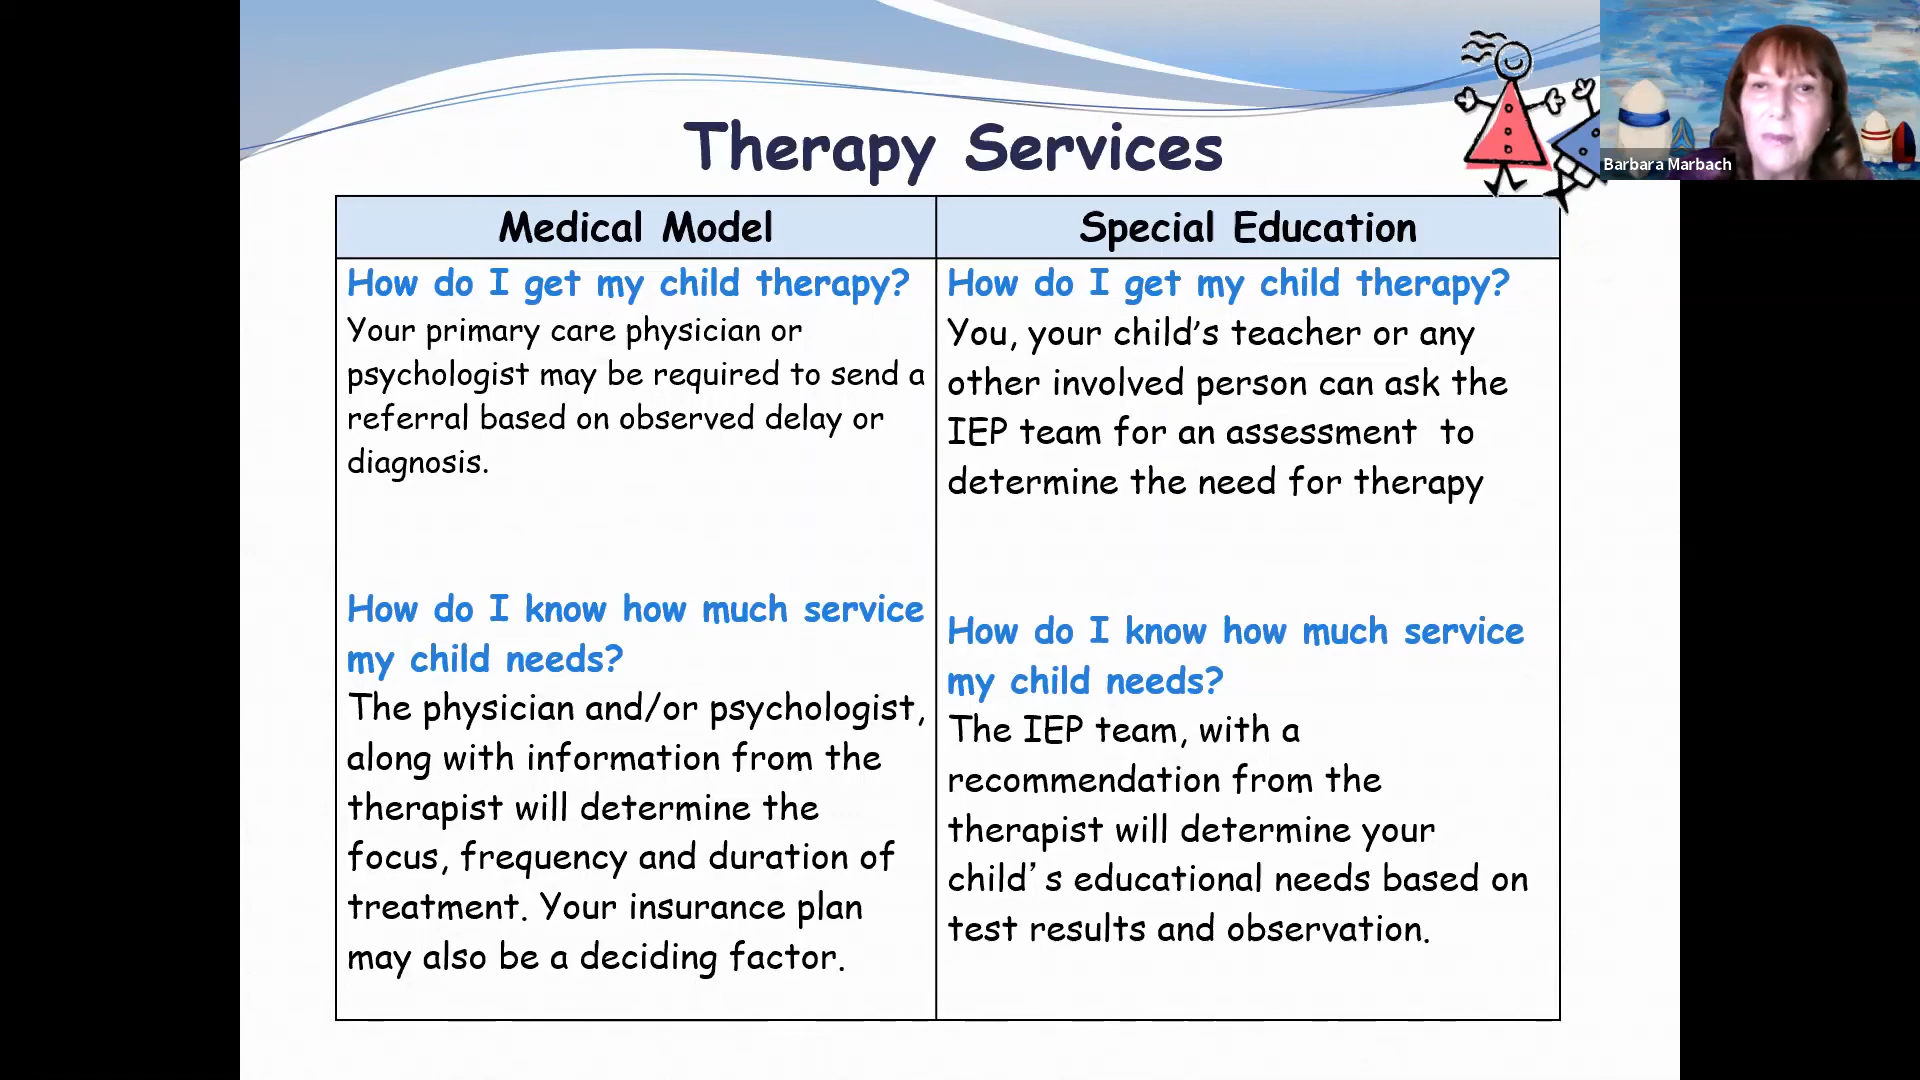 Therapy Services
Barbara Marbach
Medical Model
Special Education
How do I get my child therapy?
Your primary care physician or
psychologist may be required to send a
referral based on observed delay or
diagnosis.
How do I know how much service
my child needs?
The physician and/or psychologist,
along with information from the
therapist will determine the
focus, frequency and duration of
treatment. Your insurance plan
may also be a deciding factor.
How do I get my child therapy?
You, your child’s teacher or any
other involved person can ask the
IEP team for an assessment  to
determine the need for therapy
How do I know how much service
my child needs?
The IEP team, with a
recommendation from the
therapist will determine your
child’s educational needs based on
test results and observation.